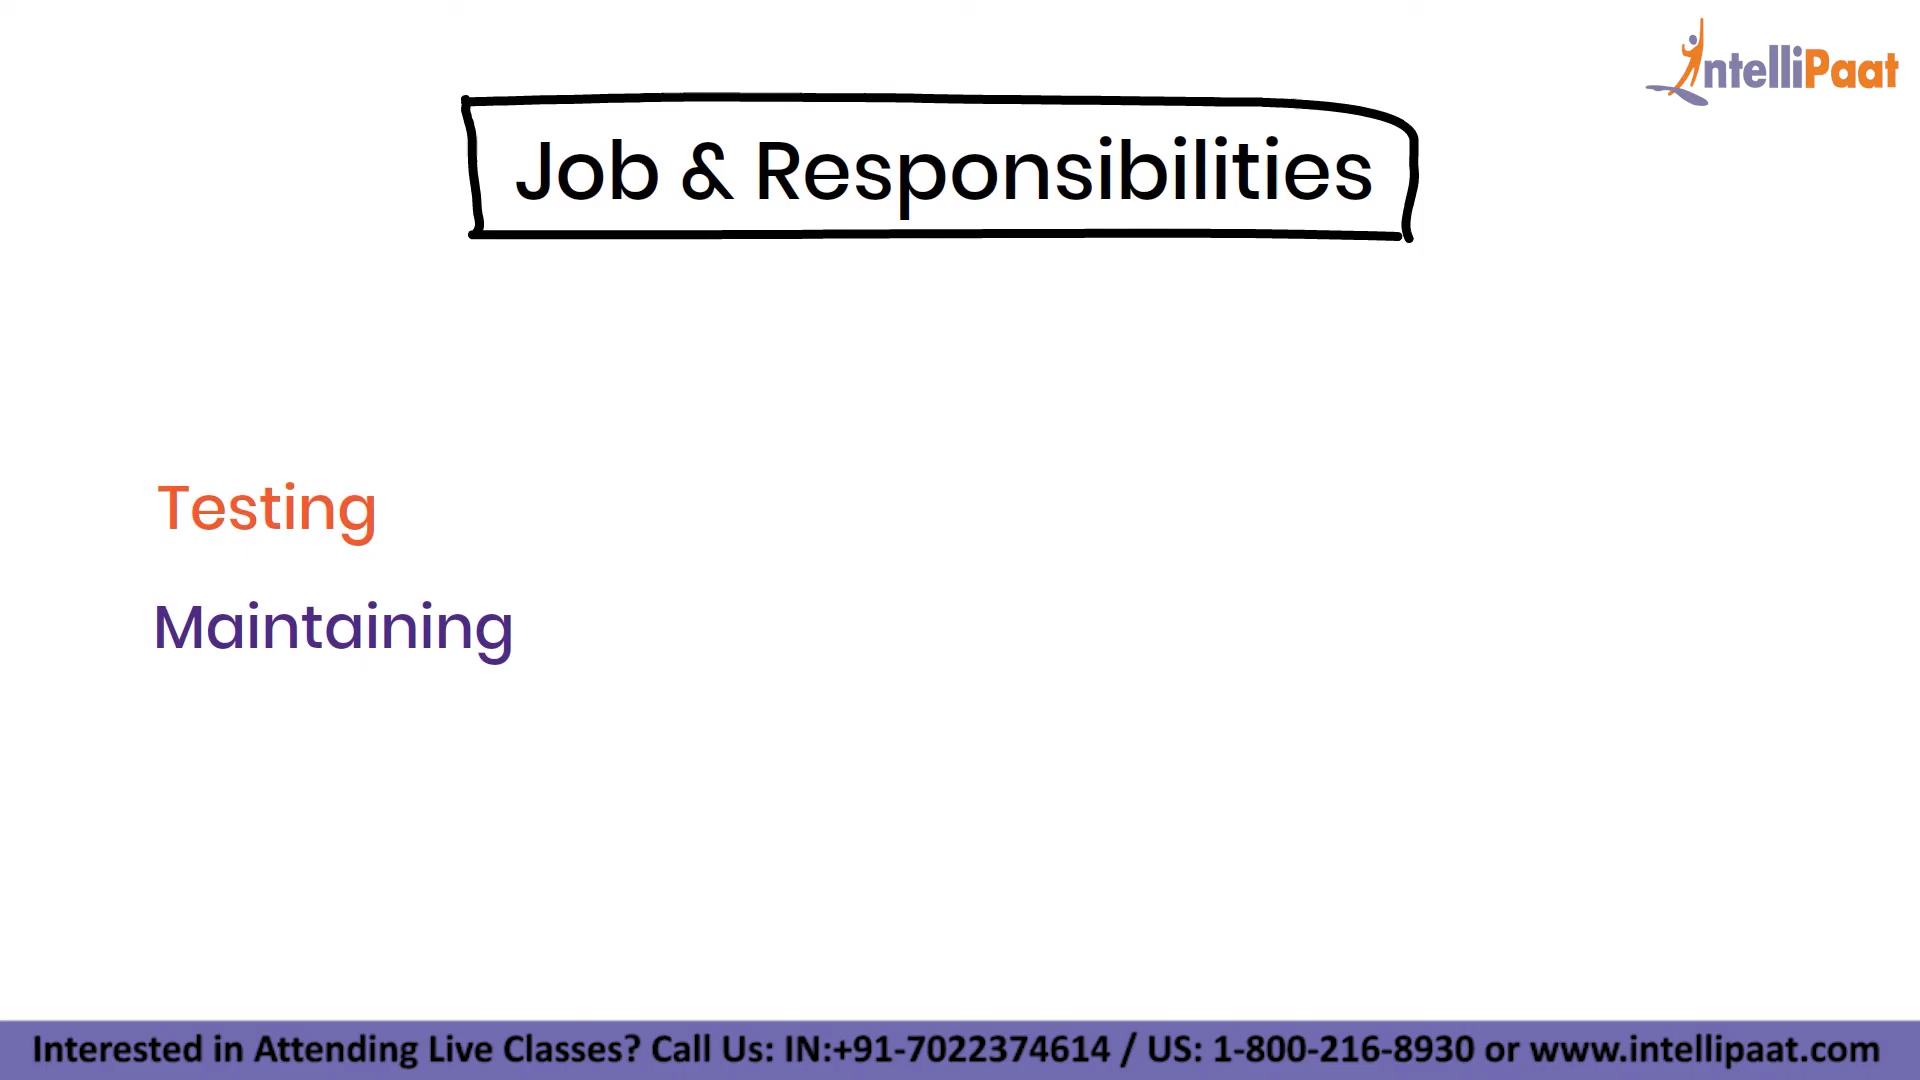 IntelliPaat
Job & Responsibilities
Testing
Maintaining
Interested in Attending Live Classes? Call Us: IN:+91-7022374614 / US: 1-800-216-8930 or www.intellipaat.com